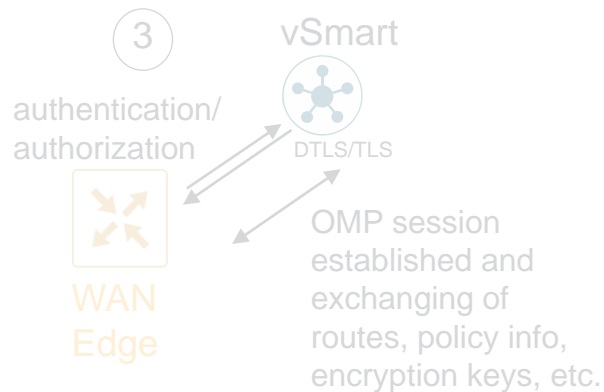 3
vSmart
authentication/
authorization
DTLS/TLS
WAN
Edge
OMP session
established and
exchanging of
routes, policy info,
encryption keys, etc.